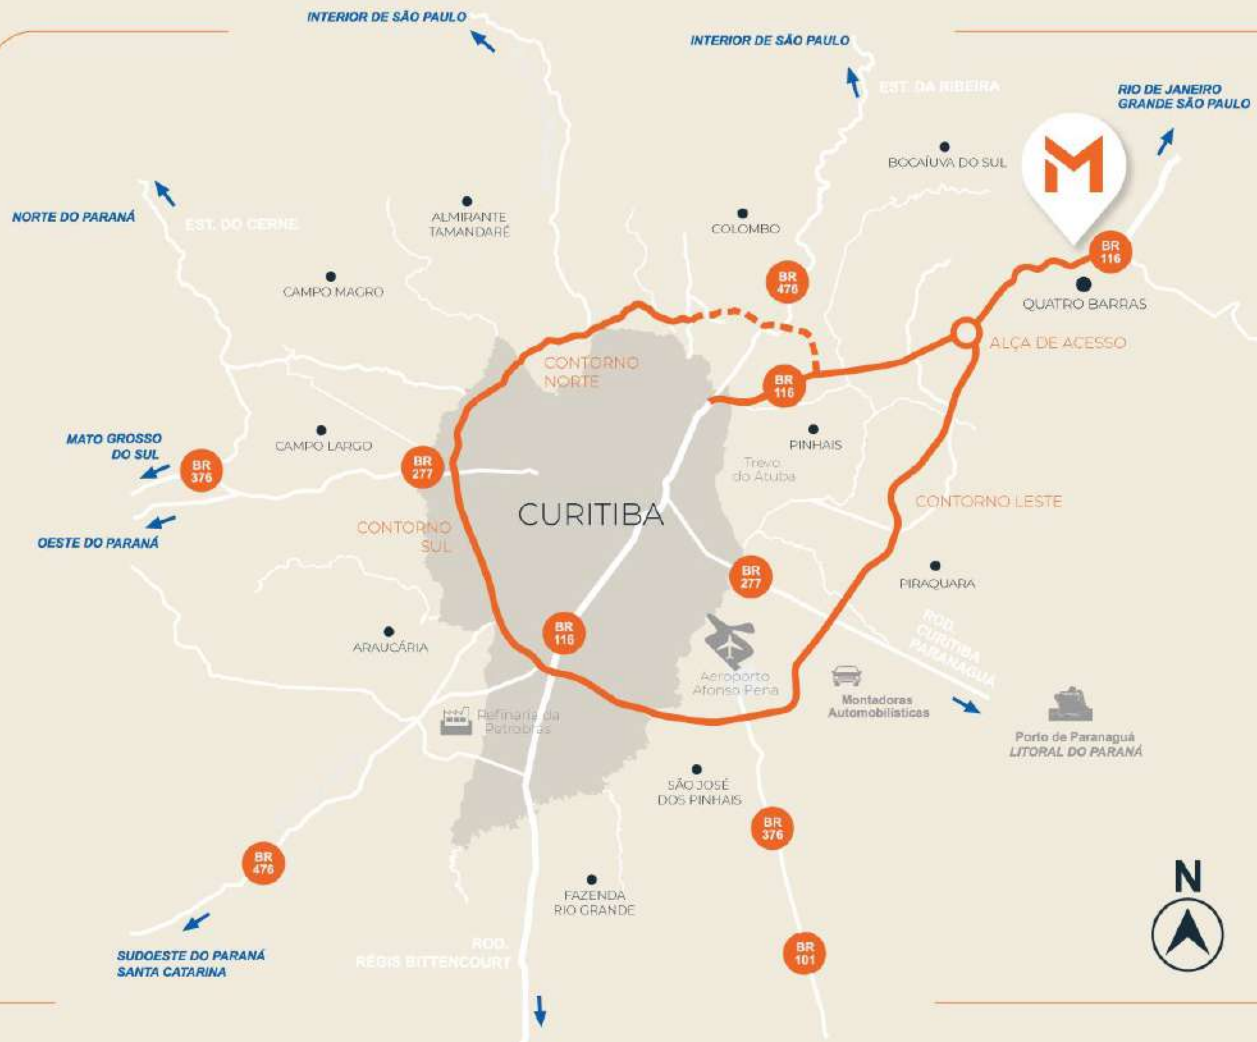 INTERIOR DE SÃO PAULO
INTERIOR DE SÃO PAULO
EST. DA RIBEIRA
RIO DE JANEIRO
GRANDE SÃO PAULO
BOCAÍUVA DO SUL
M
NORTE DO PARANÁ
EST. DO CERNE
ALMIRANTE
TAMANDARÉ
COLOMBO
BR
116
BR
476
CAMPO MAGRO
QUATRO BARRAS
ALÇA DE ACESSO
CONTORNO
NORTE
BR
116
MATO GROSSO
DO SUL
BR
376
CAMPO LARGO
BR
277
PINHAIS
Trevo
do Atuba
CURITIBA
CONTORNO LESTE
OESTE DO PARANÁ
CONTORNO
SUL
BR
277
PIRAQUARA
ROD.
CURITIBA
PARANAGUÁ
BR
116
ARAUCÁRIA
Aeroporto
Afonso Pena
Montadoras
Automobilísticas
Refinaria da
Petrobras
Porto de Paranaguá
LITORAL DO PARANÁ
SÃO JOSÉ
DOS PINHAIS
BR
376
BR
476
FAZENDA
RIO GRANDE
N
SUDOESTE DO PARANÁ
SANTA CATARINA
ROD.
RÉGIS BITTENCOURT
BR
101